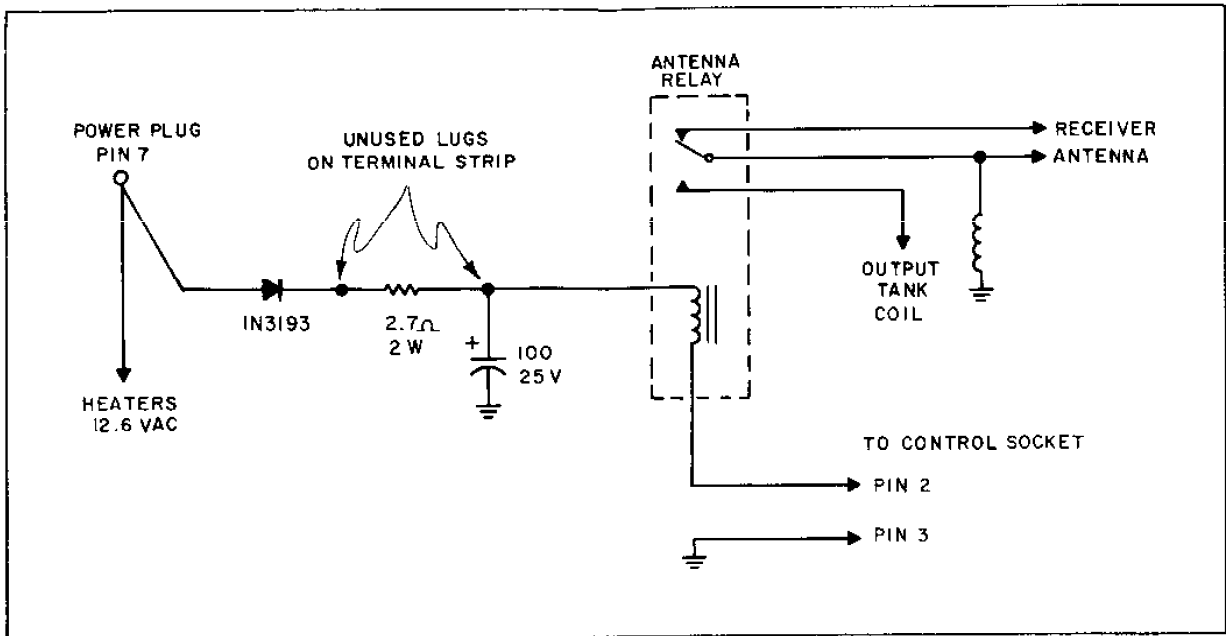 ANTENNA
RELAY
POWER PLUG
PIN 7
UNUSED LUGS
ON TERMINAL STRIP
RECEIVER
ANTENNA
OUTPUT
TANK
COIL
1N3193
2.7Ω
2 W
+
100
25V
HEATERS
12.6 VAC
TO CONTROL SOCKET
PIN 2
PIN 3